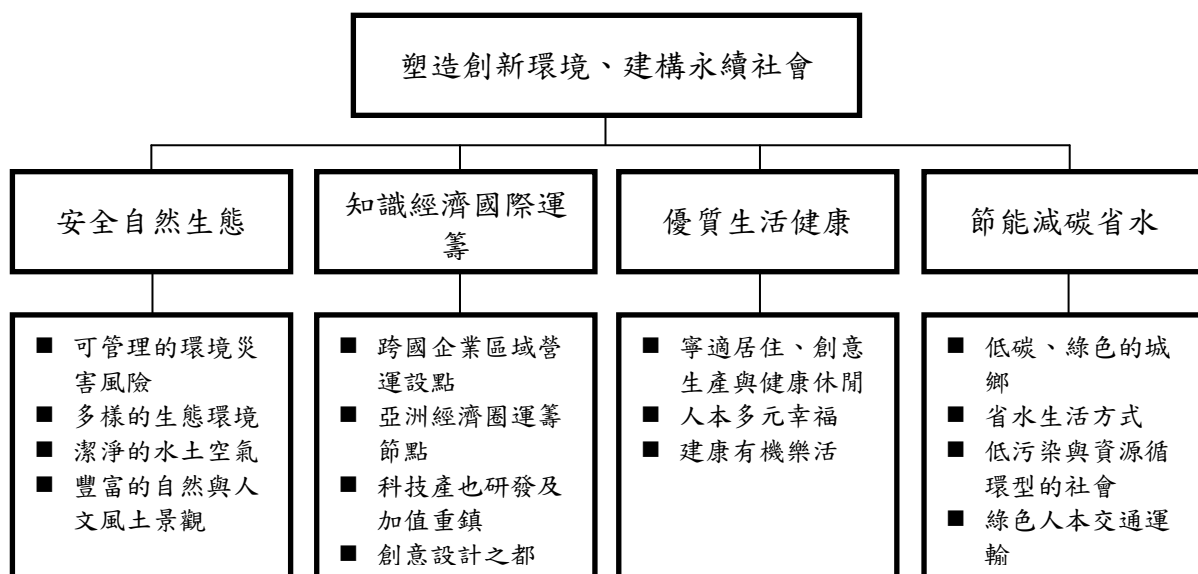 塑造創新環境、建構永續社會
安全自然生態
知識經濟國際運
籌
優質生活健康
節能減碳省水
■ 可管理的環境災
害風險
■ 多樣的生態環境
■ 潔淨的水土空氣
■ 豐富的自然與人
文風土景觀
■ 跨國企業區域營
運設點
■ 亞洲經濟圈運籌
節點
■ 科技產也研發及
加值重鎮
■ 創意設計之都
■ 寧適居住、創意
生產與健康休閒
■ 人本多元幸福
■ 建康有機樂活
■ 低碳、綠色的城
鄉
■ 省水生活方式
■ 低污染與資源循
環型的社會
■ 綠色人本交通運
輸